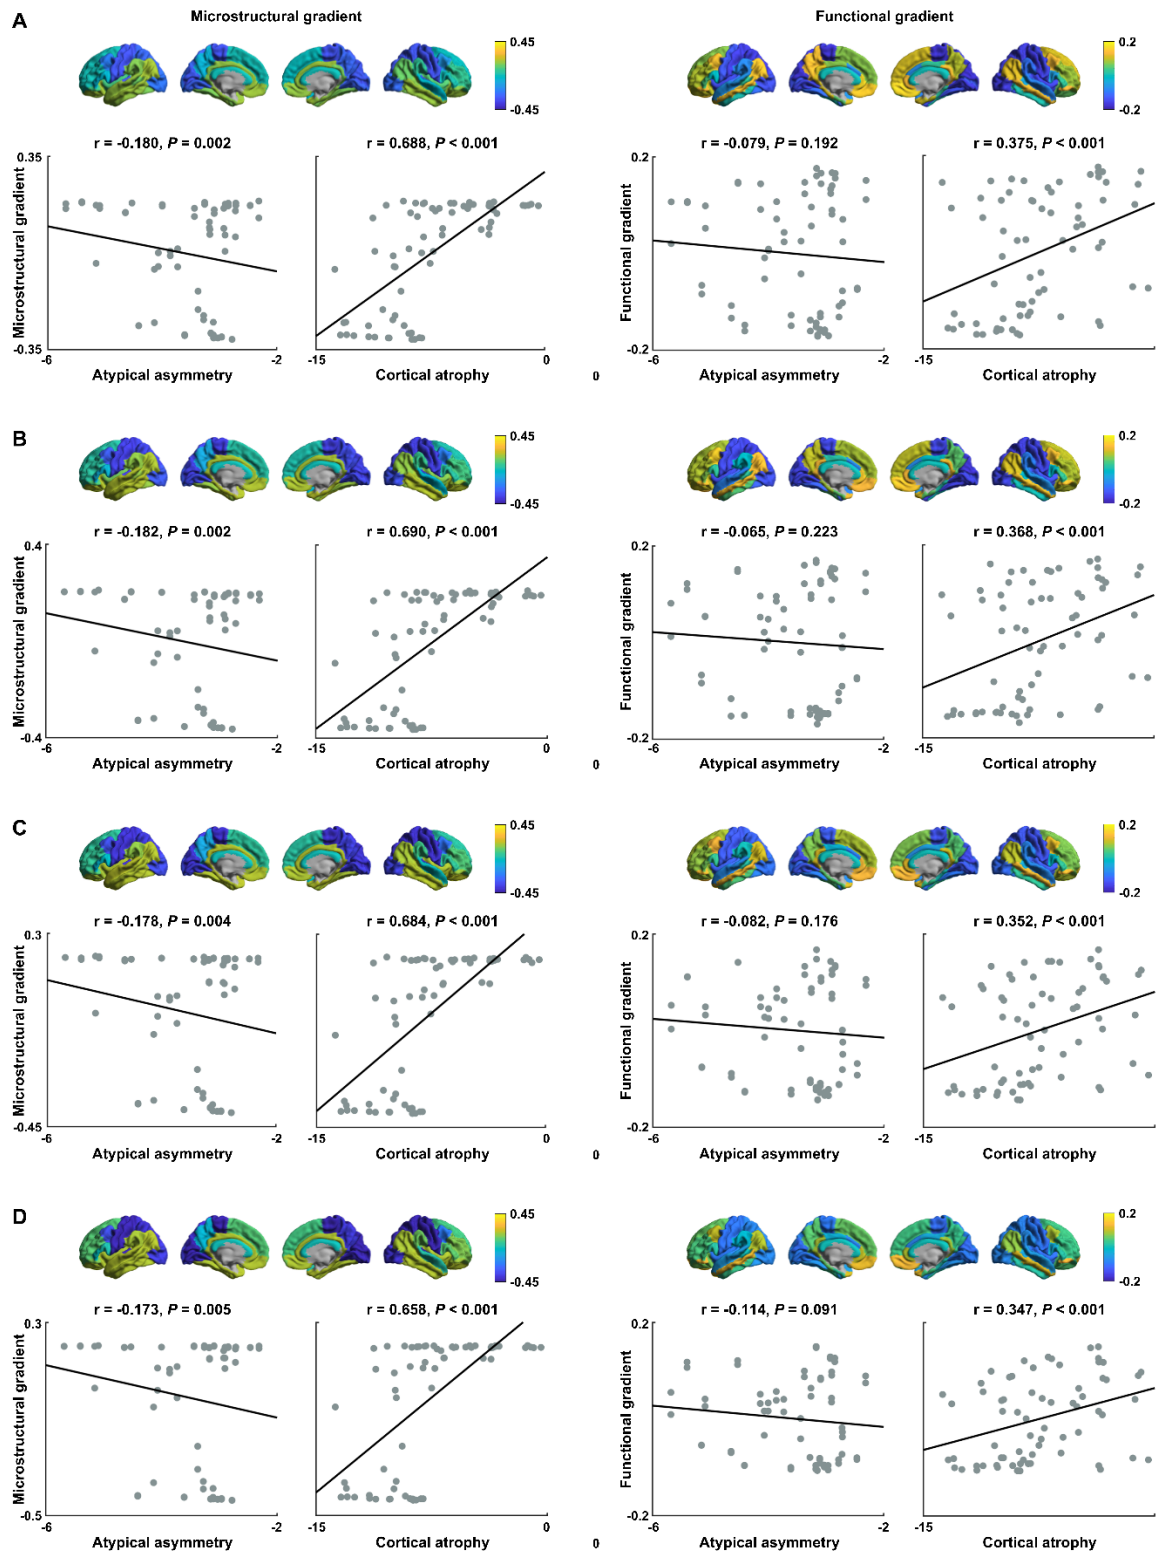 Microstructural gradient
Functional gradient
A
0.45
-0.45
0.2
-0.2
r = -0.180, P = 0.002
r = 0.688, P < 0.001
r = -0.079, P = 0.192
r = 0.375, P < 0.001
Microstructural gradient
0.35
-0.35
-6
-2
Atypical asymmetry
-15
0
Cortical atrophy
0
Functional gradient
0.2
-0.2
-6
-2
Atypical asymmetry
-15
Cortical atrophy
B
0.45
-0.45
0.2
-0.2
r = -0.182, P = 0.002
r = 0.690, P < 0.001
r = -0.065, P = 0.223
r = 0.368, P < 0.001
Microstructural gradient
0.4
-0.4
-6
-2
Atypical asymmetry
-15
0
Cortical atrophy
0
Functional gradient
0.2
-0.2
-6
-2
Atypical asymmetry
-15
Cortical atrophy
C
0.45
-0.45
0.2
-0.2
r = -0.178, P = 0.004
r = 0.684, P < 0.001
r = -0.082, P = 0.176
r = 0.352, P < 0.001
Microstructural gradient
0.3
-0.45
-6
-2
Atypical asymmetry
-15
0
Cortical atrophy
0
Functional gradient
0.2
-0.2
-6
-2
Atypical asymmetry
-15
Cortical atrophy
D
0.45
-0.45
0.2
-0.2
r = -0.173, P = 0.005
r = 0.658, P < 0.001
r = -0.114, P = 0.091
r = 0.347, P < 0.001
Microstructural gradient
0.3
-0.5
-6
-2
Atypical asymmetry
-15
0
Cortical atrophy
0
Functional gradient
0.2
-0.2
-6
-2
Atypical asymmetry
-15
Cortical atrophy